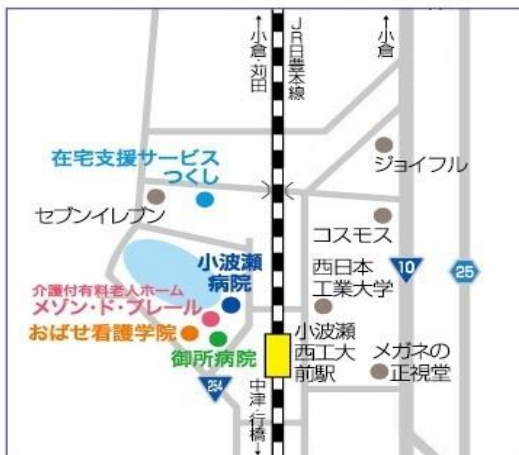 ↑小倉・苅田
JR日豊本線
↑小倉
在宅支援サービス
つくし
ジョイフル
セブンイレブン
コスモス
小波瀬
病院
西日本
工業大学
10
25
介護付有料老人ホーム
メゾン・ド・プレール
おばせ看護学院
御所病院
小波瀬
西工大
前駅
メガネの
正視堂
254
中津・行橋↓